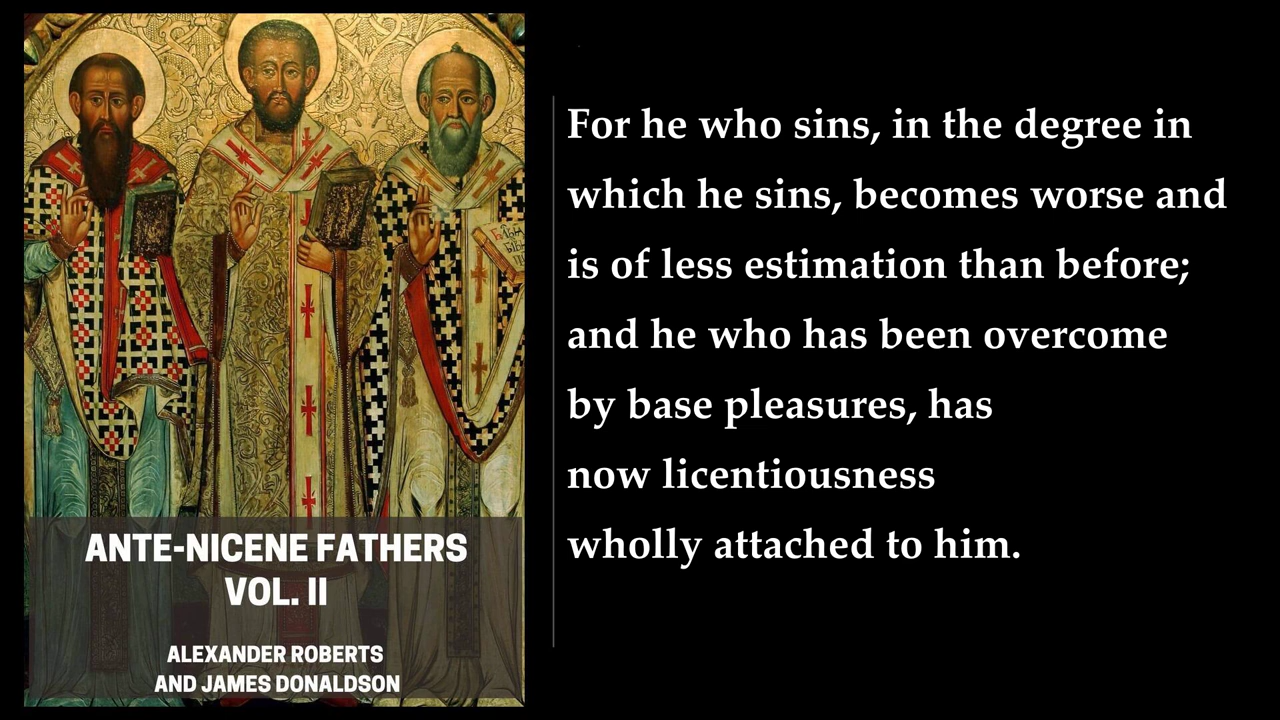 ANTE-NICENE FATHERS
VOL. II
ALEXANDER ROBERTS
AND JAMES DONALDSON
For he who sins, in the degree in
which he sins, becomes worse and
is of less estimation than before;
and he who has been overcome
by base pleasures, has
now licentiousness
wholly attached to him.